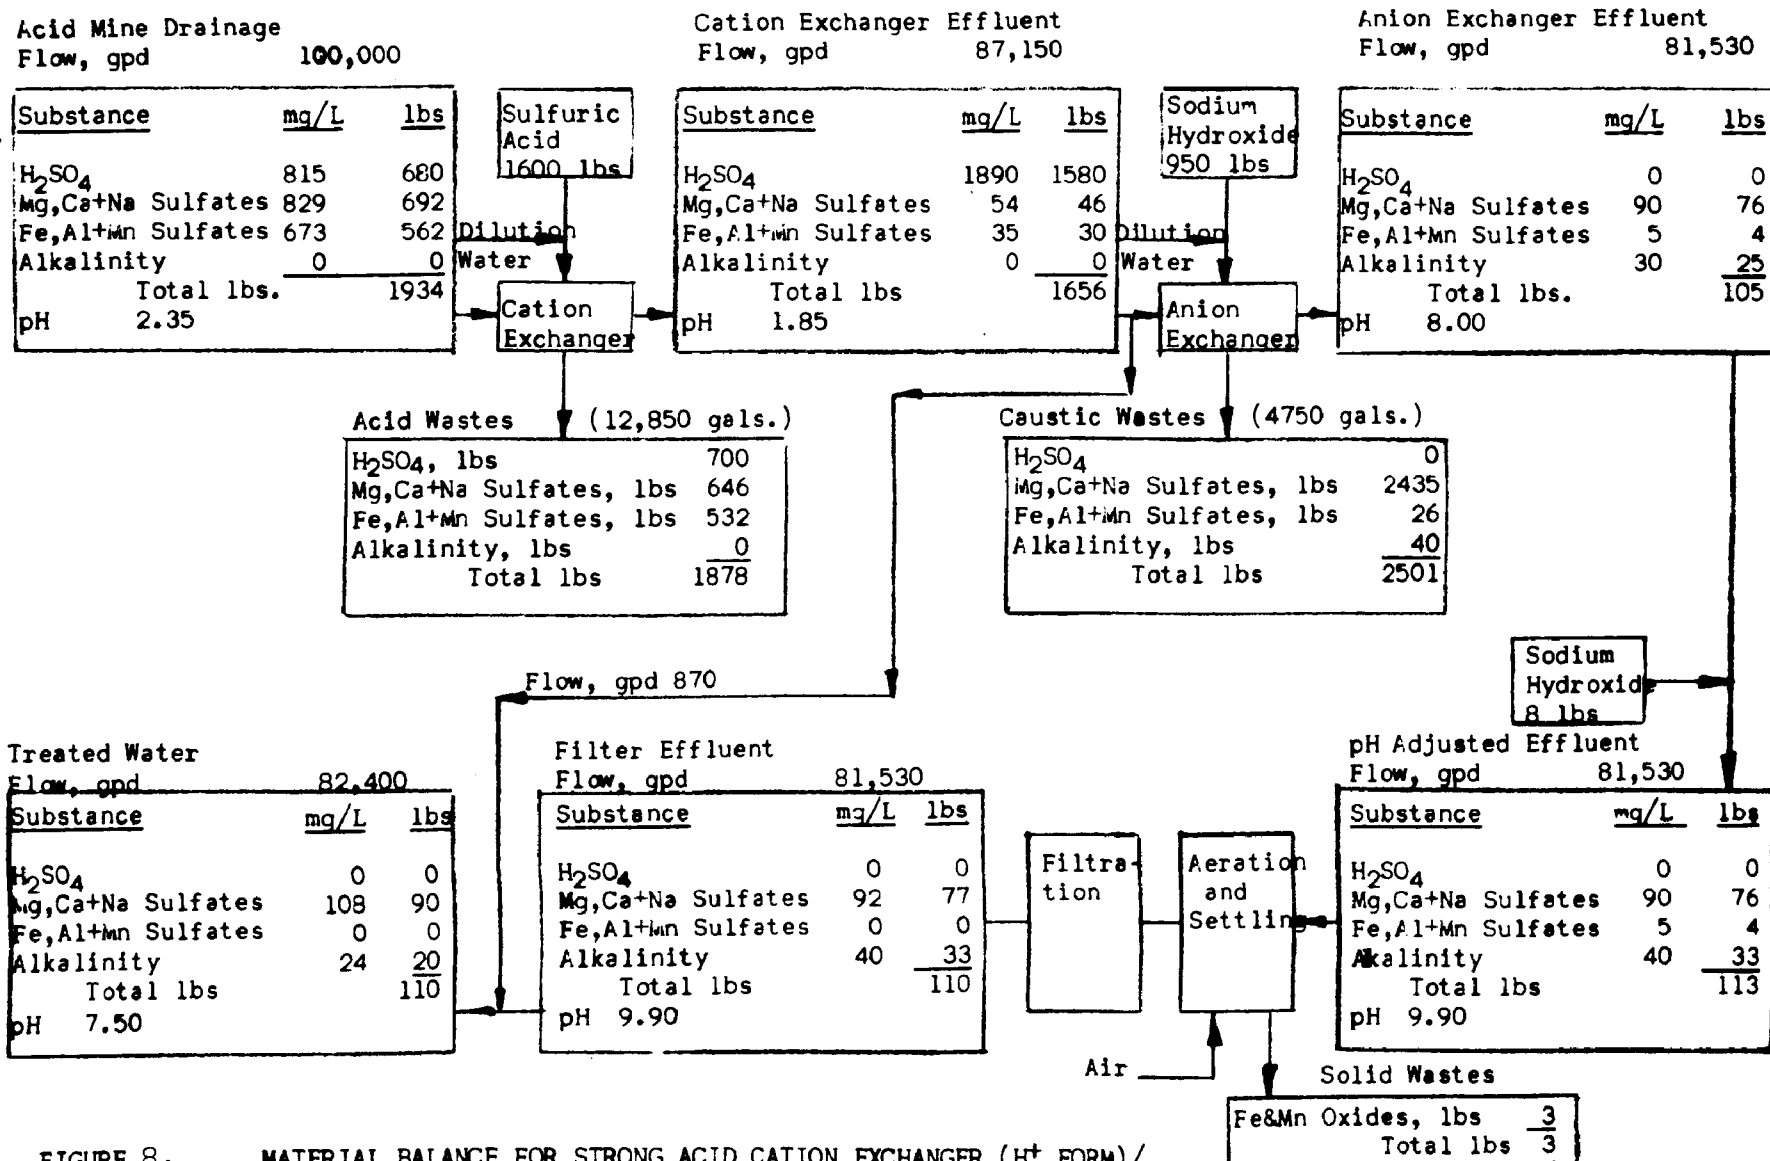 Acid Mine Drainage
Flow, gpd 100,000
Substance mg/L lbs
H2SO4 815 680
Mg,Ca+Na Sulfates 829 692
Fe,Al+Mn Sulfates 673 562
Alkalinity 0 0
Total lbs. 1934
pH 2.35
Sulfuric
Acid
1600 lbs
Dilution
Water
Cation
Exchanger
Cation Exchanger Effluent
Flow, gpd 87,150
Substance mg/L lbs
H2SO4 1890 1580
Mg,Ca+Na Sulfates 54 46
Fe,Al+Mn Sulfates 35 30
Alkalinity 0 0
Total lbs 1656
pH 1.85
Sodium
Hydroxide
950 lbs
Dilution
Water
Anion
Exchanger
Anion Exchanger Effluent
Flow, gpd 81,530
Substance mg/L lbs
H2SO4 0 0
Mg,Ca+Na Sulfates 90 76
Fe,Al+Mn Sulfates 5 4
Alkalinity 30 25
Total lbs. 105
pH 8.00
Acid Wastes (12,850 gals.)
H2SO4, lbs 700
Mg,Ca+Na Sulfates, lbs 646
Fe,Al+Mn Sulfates, lbs 532
Alkalinity, lbs 0
Total lbs 1878
Caustic Wastes (4750 gals.)
H2SO4 0
Mg,Ca+Na Sulfates, lbs 2435
Fe,Al+Mn Sulfates, lbs 26
Alkalinity, lbs 40
Total lbs 2501
Flow, gpd 870
Sodium
Hydroxide
8 lbs
Treated Water
Flow, gpd 82,400
Substance mg/L lbs
H2SO4 0 0
Mg,Ca+Na Sulfates 108 90
Fe,Al+Mn Sulfates 0 0
Alkalinity 24 20
Total lbs 110
pH 7.50
Filter Effluent
Flow, gpd 81,530
Substance mg/L lbs
H2SO4 0 0
Mg,Ca+Na Sulfates 92 77
Fe,Al+Mn Sulfates 0 0
Alkalinity 40 33
Total lbs 110
pH 9.90
Filtra-
tion
Aeration
and
Settling
Air
pH Adjusted Effluent
Flow, gpd 81,530
Substance mg/L lbs
H2SO4 0 0
Mg,Ca+Na Sulfates 90 76
Fe,Al+Mn Sulfates 5 4
Akalinity 40 33
Total lbs 113
pH 9.90
Solid Wastes
Fe&Mn Oxides, lbs 3
Total lbs 3
FIGURE 8. MATERIAL BALANCE FOR STRONG ACID CATION EXCHANGER (H+ FORM)/